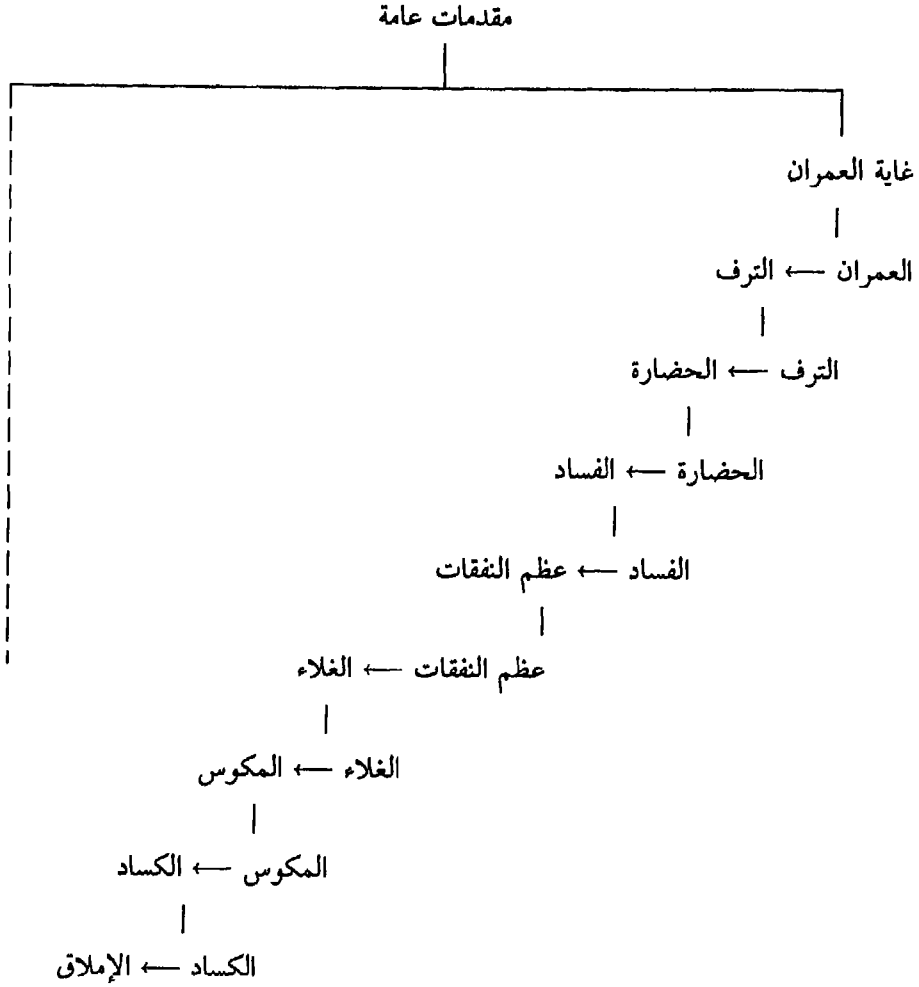 مقدمات عامة
غاية العمران
العمران ← الترف
الترف ← الحضارة
الحضارة ← الفساد
الفساد ← عظم النفقات
عظم النفقات ← الغلاء
الغلاء ← المكوس
المكوس ← الكساد
الكساد ← الإملاق